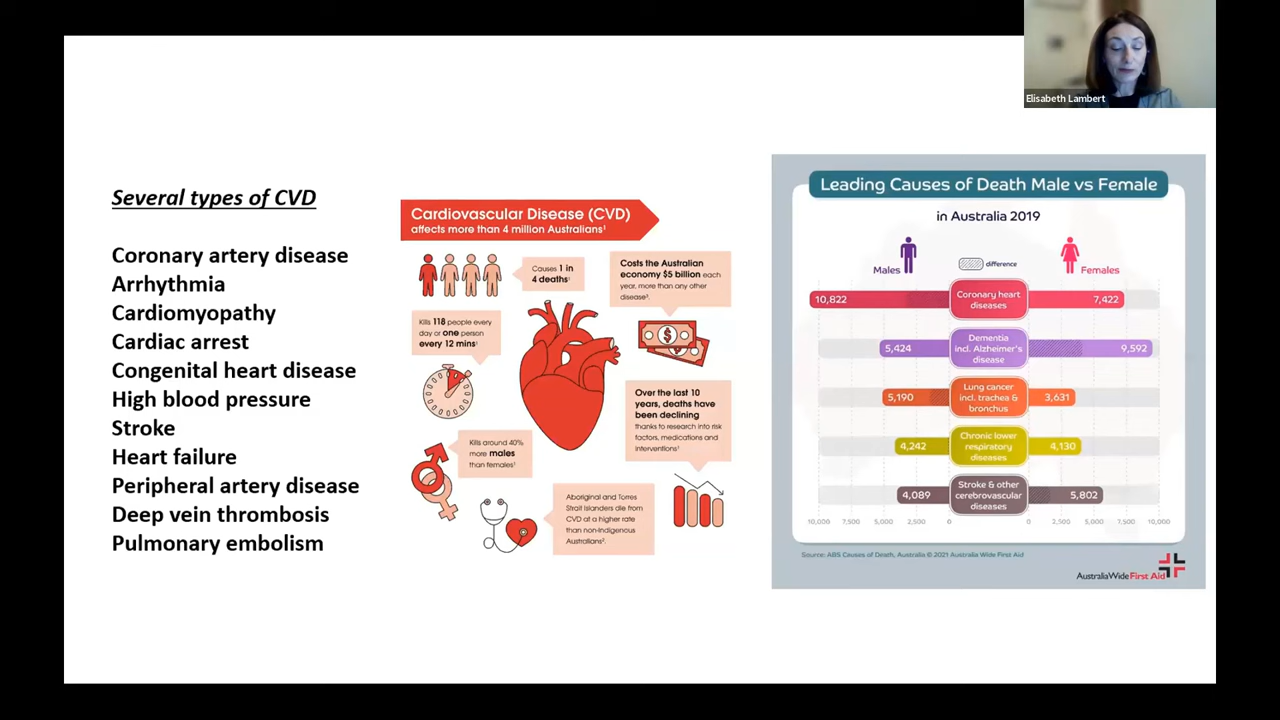 Elisabeth Lambert
Several types of CVD
Coronary artery disease
Arrhythmia
Cardiomyopathy
Cardiac arrest
Congenital heart disease
High blood pressure
Stroke
Heart failure
Peripheral artery disease
Deep vein thrombosis
Pulmonary embolism
Cardiovascular Disease (CVD)
affects more than 4 million Australians¹
Causes 1 in
4 deaths¹
Costs the Australian
economy $5 billion each
year, more than any other
disease³.
Kills 118 people every
day or one person
every 12 mins¹
$
Over the last 10
years, deaths have
been declining
thanks to research into risk
factors, medications and
interventions¹
Kills around 40%
more males
than females¹
Aboriginal and Torres
Strait Islanders die from
CVD at a higher rate
than non-Indigenous
Australians².
Leading Causes of Death Male vs Female
in Australia 2019
Males
difference
Females
10,822
Coronary heart
diseases
7,422
5,424
Dementia
incl. Alzheimer's
disease
9,592
5,190
Lung cancer
incl. trachea &
bronchus
3,631
4,242
Chronic lower
respiratory
diseases
4,130
4,089
Stroke & other
cerebrovascular
diseases
5,802
10,000 7,500 5,000 2,500 0 0 2,500 5,000 7,500 10,000
Source: ABS Causes of Death, Australia © 2021 Australia Wide First Aid
AustraliaWideFirst Aid